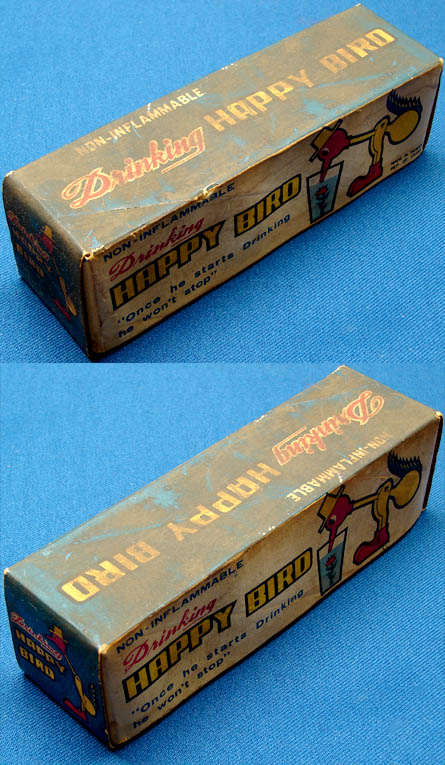 NON-INFLAMMABLE
Drinking HAPPY BIRD
NON-INFLAMMABLE
Drinking
HAPPY BIRD
"Once he starts Drinking
he won't stop"
Drinking
HAPPY
BIRD
NON-INFLAMMABLE
Drinking HAPPY BIRD
NON-INFLAMMABLE
Drinking
HAPPY BIRD
"Once he starts Drinking
he won't stop"
Drinking
HAPPY
BIRD